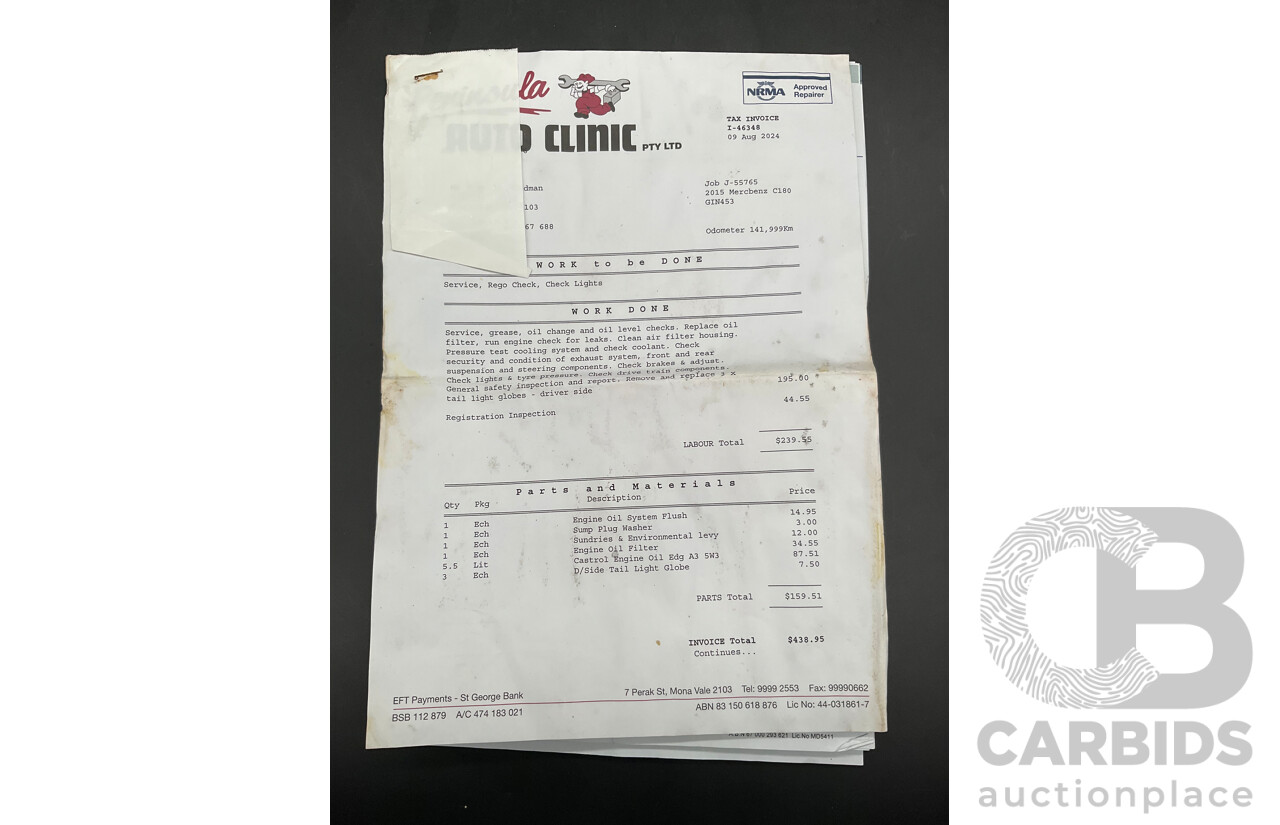 la
AUTO CLINIC PTY LTD
NRMA Approved Repairer
TAX INVOICE
I-46348
09 Aug 2024
dman
103
67 688
Job J-55765
2015 Mercbenz C180
GIN453
Odometer 141,999Km
WORK to be DONE
Service, Rego Check, Check Lights
WORK DONE
Service, grease, oil change and oil level checks. Replace oil
filter, run engine check for leaks. Clean air filter housing.
Pressure test cooling system and check coolant. Check
security and condition of exhaust system, front and rear
suspension and steering components. Check brakes & adjust.
Check lights & tyre pressure. Check drive train components.
General safety inspection and report. Remove and replace 3 x
tail light globes - driver side 195.00
Registration Inspection 44.55
LABOUR Total $239.55
Parts and Materials
Qty Pkg Description Price
1 Ech Engine Oil System Flush 14.95
1 Ech Sump Plug Washer 3.00
1 Ech Sundries & Environmental levy 12.00
1 Ech Engine Oil Filter 34.55
5.5 Lit Castrol Engine Oil Edg A3 5W3 87.51
3 Ech D/Side Tail Light Globe 7.50
PARTS Total $159.51
INVOICE Total $438.95
Continues...
EFT Payments - St George Bank
BSB 112 879 A/C 474 183 021
7 Perak St, Mona Vale 2103 Tel: 9999 2553 Fax: 99990662
ABN 83 150 618 876 Lic No: 44-031861-7
Lic.No MD5411
CB
CARBIDS
auctionplace